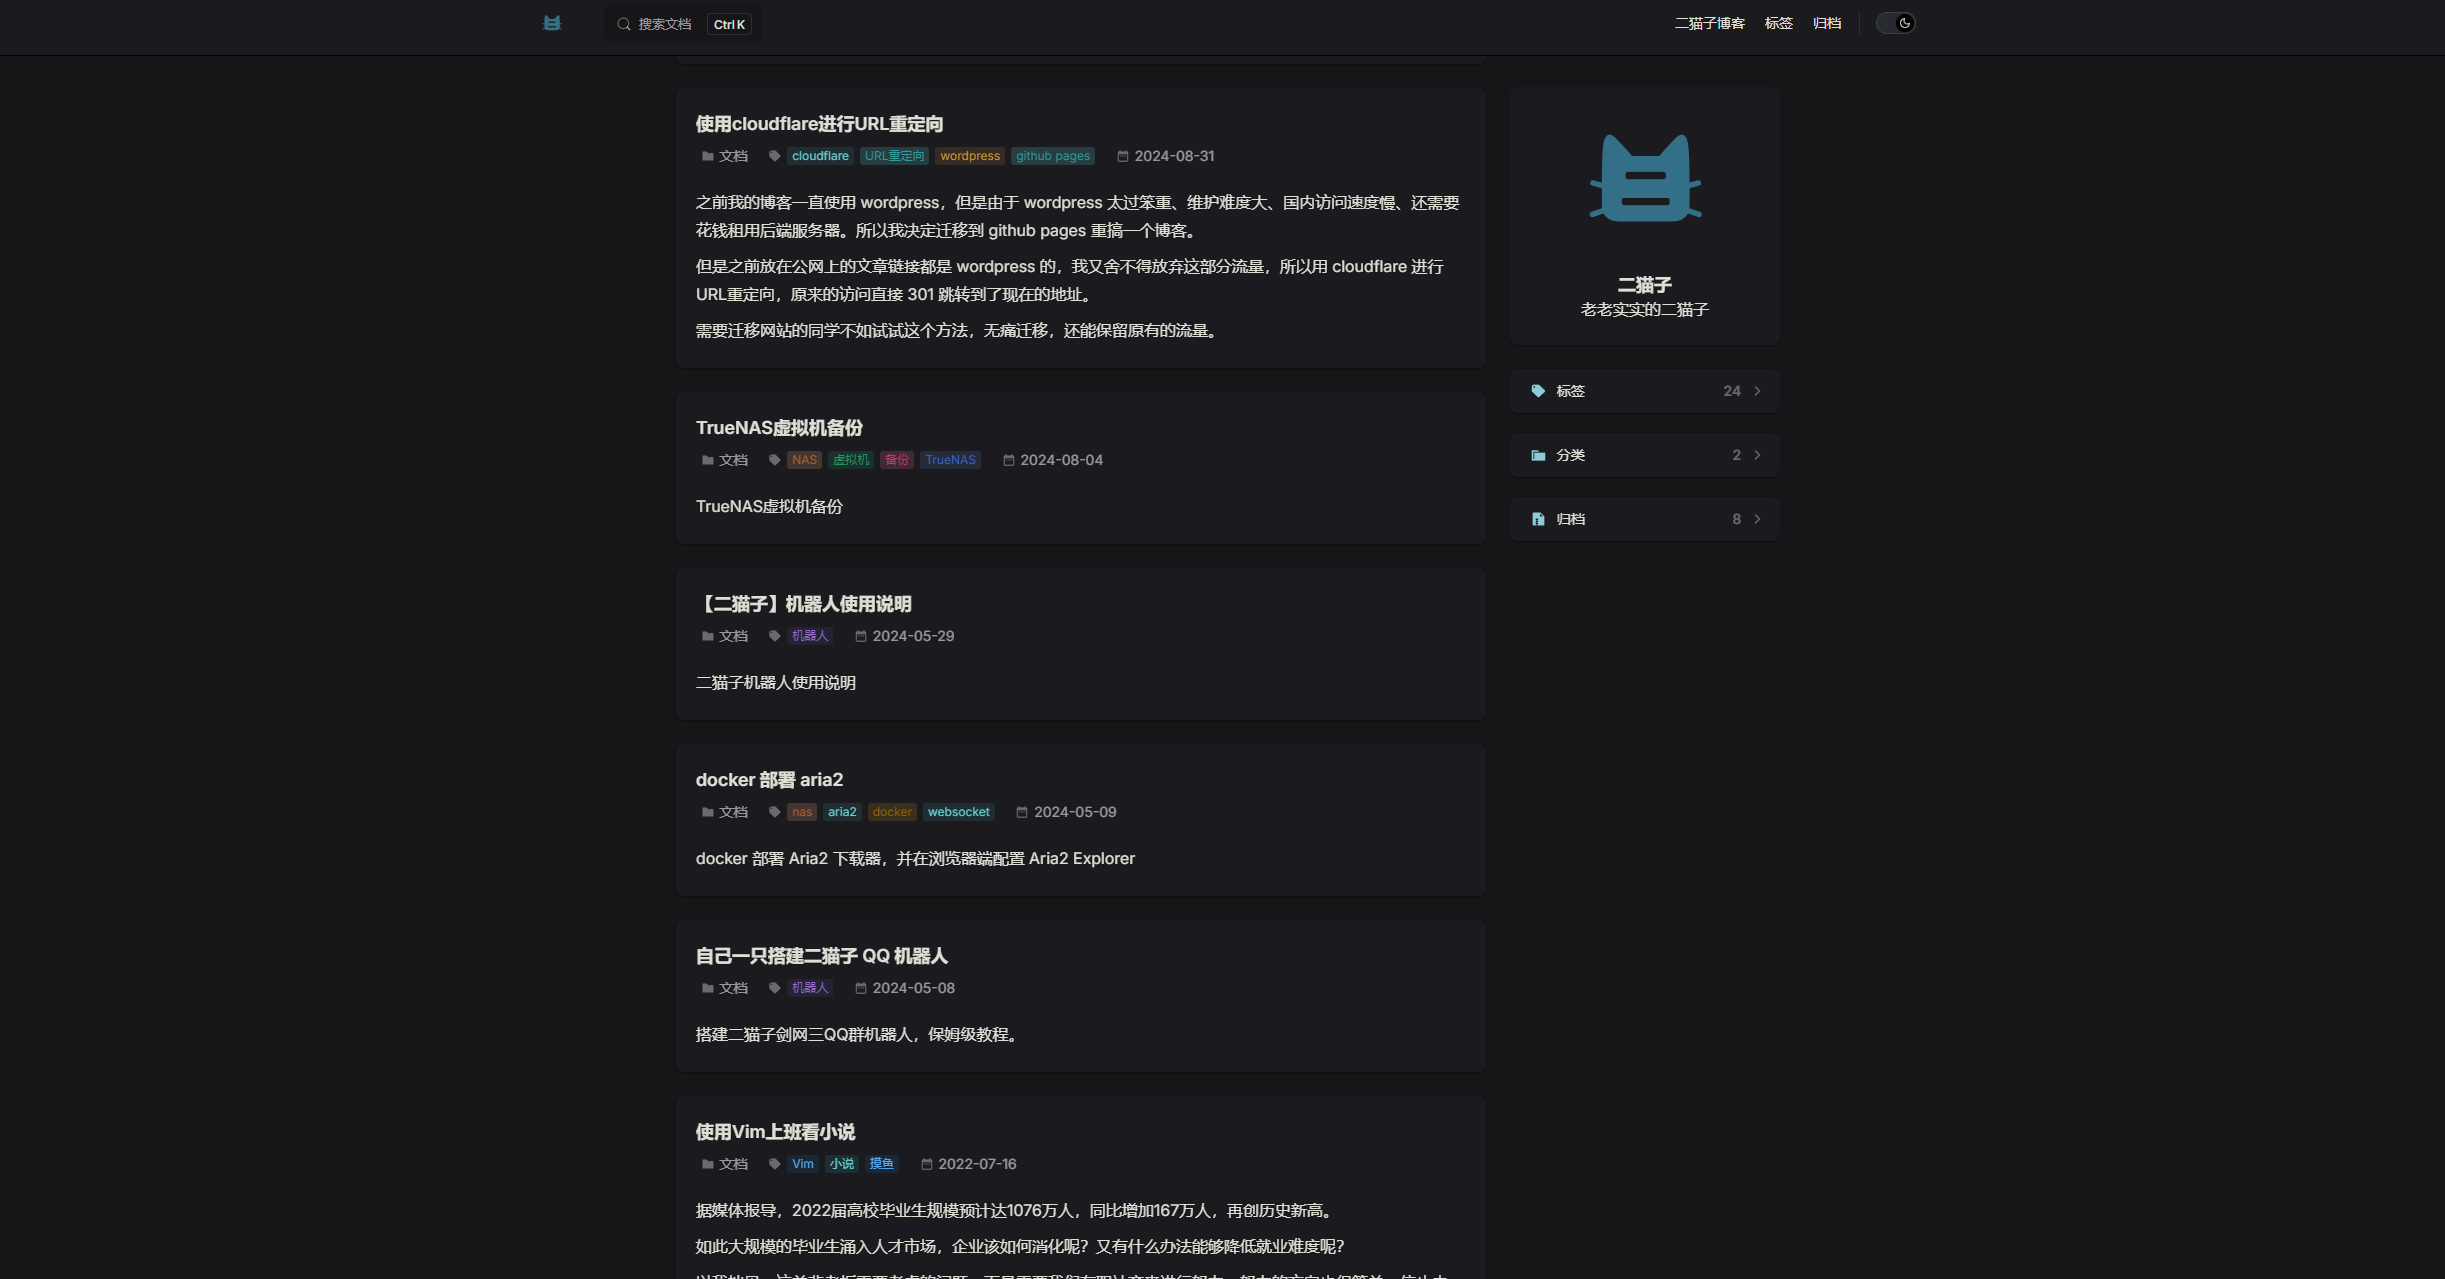 搜索文档 Ctrl K
二猫子博客 标签 归档
使用cloudflare进行URL重定向
文档 cloudflare URL重定向 wordpress github pages 2024-08-31
之前我的博客一直使用 wordpress，但是由于 wordpress 太过笨重、维护难度大、国内访问速度慢、还需要
花钱租用后端服务器。所以我决定迁移到 github pages 重搞一个博客。
但是之前放在公网上的文章链接都是 wordpress 的，我又舍不得放弃这部分流量，所以用 cloudflare 进行
URL重定向，原来的访问直接 301 跳转到了现在的地址。
需要迁移网站的同学不如试试这个方法，无痛迁移，还能保留原有的流量。
TrueNAS虚拟机备份
文档 NAS 虚拟机 备份 TrueNAS 2024-08-04
TrueNAS虚拟机备份
【二猫子】机器人使用说明
文档 机器人 2024-05-29
二猫子机器人使用说明
docker 部署 aria2
文档 nas aria2 docker websocket 2024-05-09
docker 部署 Aria2 下载器，并在浏览器端配置 Aria2 Explorer
自己一只搭建二猫子 QQ 机器人
文档 机器人 2024-05-08
搭建二猫子剑网三QQ群机器人，保姆级教程。
使用Vim上班看小说
文档 Vim 小说 摸鱼 2022-07-16
据媒体报导，2022届高校毕业生规模预计达1076万人，同比增加167万人，再创历史新高。
如此大规模的毕业生涌入人才市场，企业该如何消化呢？又有什么办法能够降低就业难度呢？
二猫子
老老实实的二猫子
标签 24
分类 2
归档 8